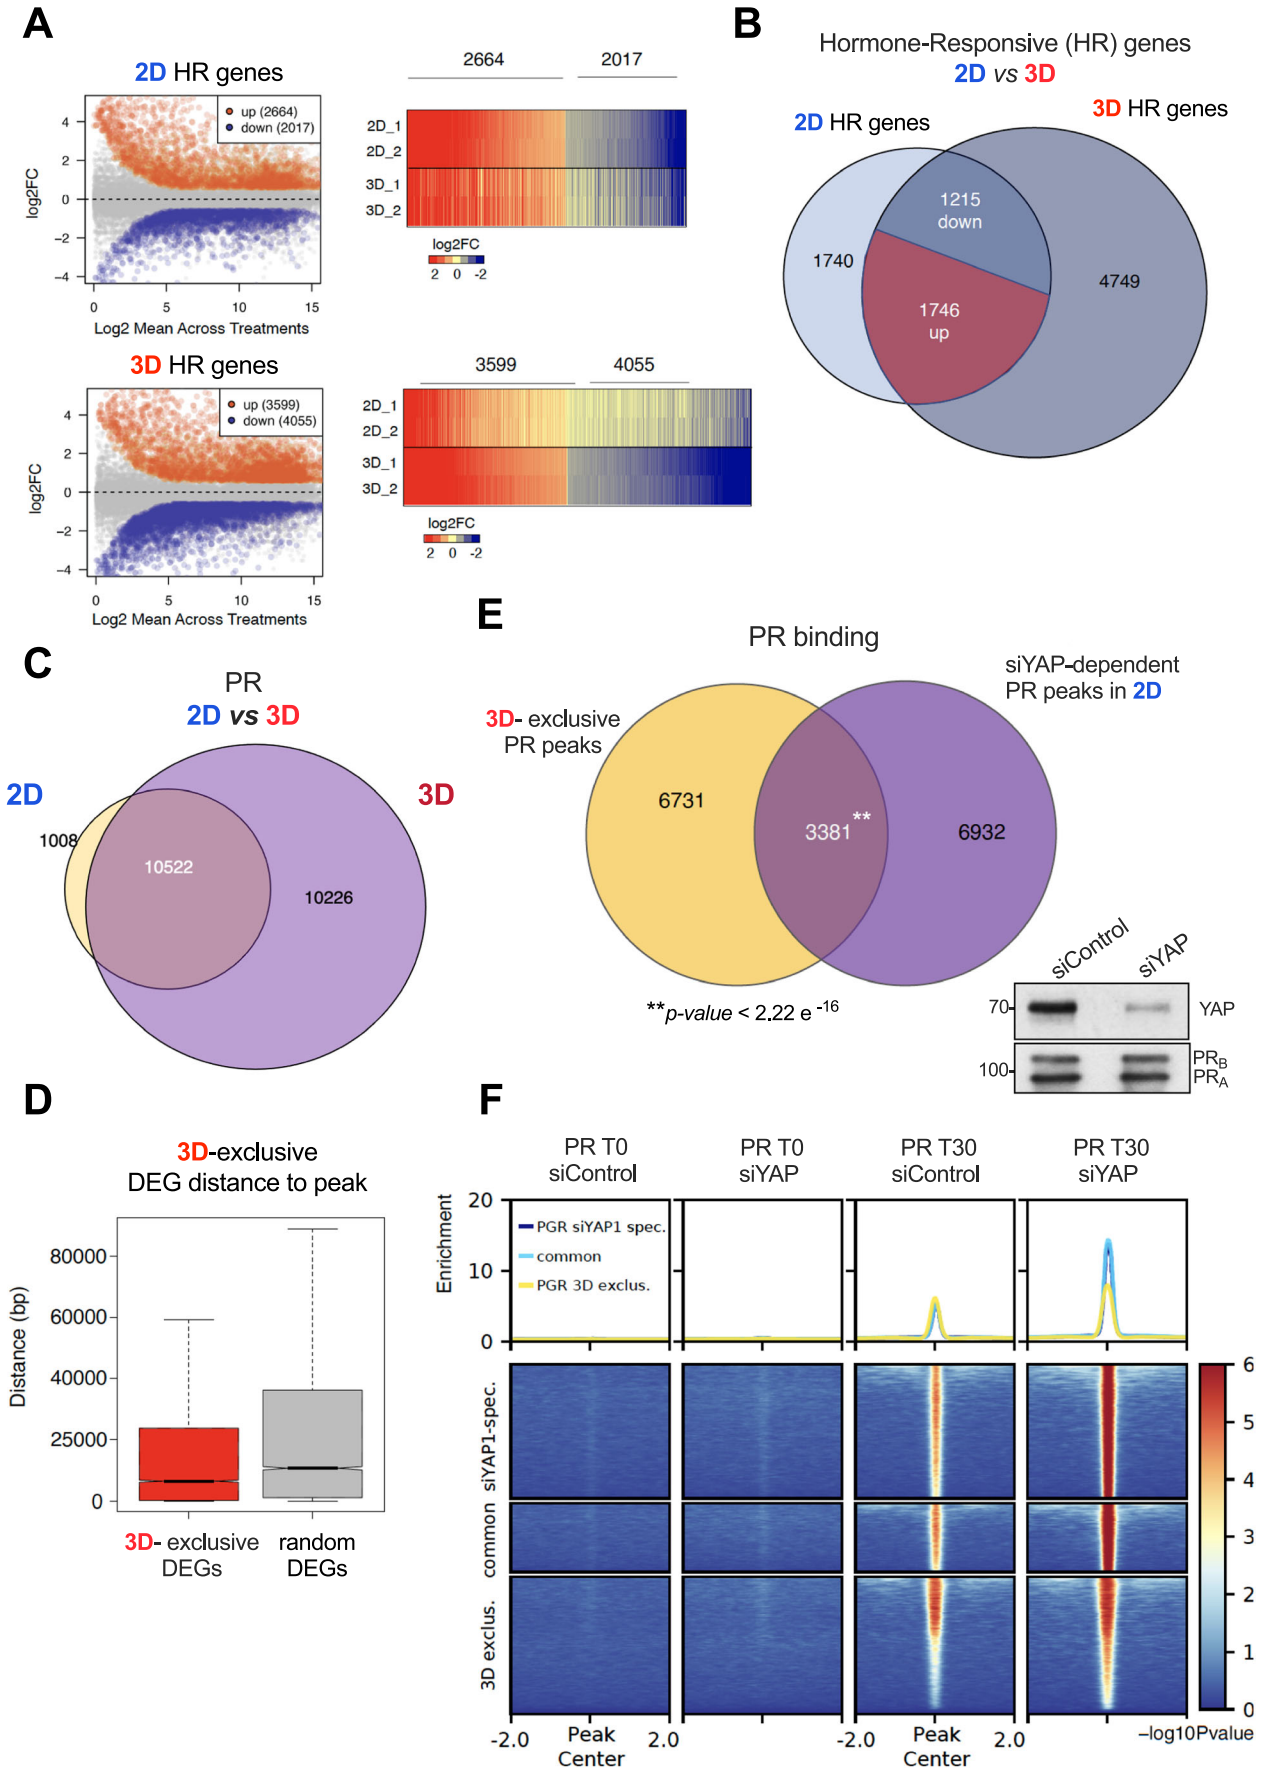 A
2D HR genes
up (2664)
down (2017)
4
2
0
−2
−4
log2FC
0
5
10
15
Log2 Mean Across Treatments
2664
2017
2D_1
2D_2
3D_1
3D_2
log2FC
2 0 -2
3D HR genes
up (3599)
down (4055)
4
2
0
−2
−4
log2FC
0
5
10
15
Log2 Mean Across Treatments
3599
4055
2D_1
2D_2
3D_1
3D_2
log2FC
2 0 -2
B
Hormone-Responsive (HR) genes
2D vs 3D
2D HR genes
3D HR genes
1215
down
1740
4749
1746
up
C
PR
2D vs 3D
2D
3D
1008
10522
10226
D
3D-exclusive
DEG distance to peak
80000
60000
40000
25000
0
Distance (bp)
3D- exclusive
DEGs
random
DEGs
E
PR binding
3D- exclusive
PR peaks
siYAP-dependent
PR peaks in 2D
6731
3381**
6932
**p-value < 2.22 e -16
siControl
siYAP
70
YAP
100
PRB
PRA
F
PR T0
siControl
PR T0
siYAP
PR T30
siControl
PR T30
siYAP
20
10
0
Enrichment
PGR siYAP1 spec.
common
PGR 3D exclus.
siYAP1-spec.
common
3D exclus.
6
5
4
3
2
1
0
-2.0
Peak
Center
2.0
-2.0
Peak
Center
2.0
−log10Pvalue